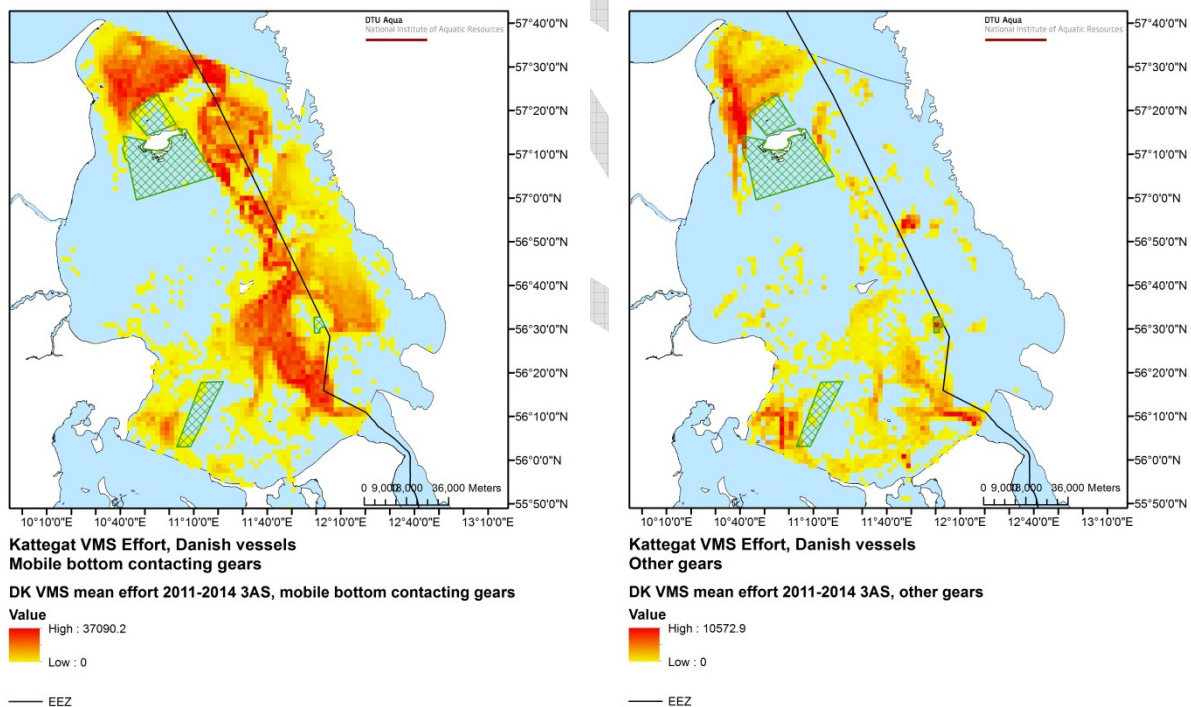 DTU Aqua
National Institute of Aquatic Resources
57°40'0"N
57°30'0"N
57°20'0"N
57°10'0"N
57°0'0"N
56°50'0"N
56°40'0"N
56°30'0"N
56°20'0"N
56°10'0"N
56°0'0"N
55°50'0"N
0 9,000 36,000 Meters
10°10'0"E 10°40'0"E 11°10'0"E 11°40'0"E 12°10'0"E 12°40'0"E 13°10'0"E
Kattegat VMS Effort, Danish vessels
Mobile bottom contacting gears
DK VMS mean effort 2011-2014 3AS, mobile bottom contacting gears
Value
High : 37090.2
Low : 0
EEZ
DTU Aqua
National Institute of Aquatic Resources
57°40'0"N
57°30'0"N
57°20'0"N
57°10'0"N
57°0'0"N
56°50'0"N
56°40'0"N
56°30'0"N
56°20'0"N
56°10'0"N
56°0'0"N
55°50'0"N
0 9,000 36,000 Meters
10°10'0"E 10°40'0"E 11°10'0"E 11°40'0"E 12°10'0"E 12°40'0"E 13°10'0"E
Kattegat VMS Effort, Danish vessels
Other gears
DK VMS mean effort 2011-2014 3AS, other gears
Value
High : 10572.9
Low : 0
EEZ